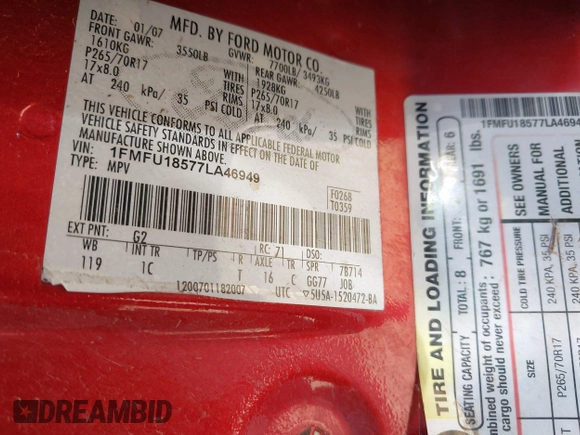 MFD. BY FORD MOTOR CO.
DATE: 01/07
GVWR: 7700LB/ 3493KG
FRONT GAWR: 3550LB
REAR GAWR: 4250LB
1610KG WITH
1928KG WITH
P265/70R17 TIRES
P265/70R17 TIRES
17x8.0 RIMS
17x8.0 RIMS
AT 240 kPa/ 35 PSI COLD
AT 240 kPa/ 35 PSI COLD
THIS VEHICLE CONFORMS TO ALL APPLICABLE FEDERAL MOTOR
VEHICLE SAFETY STANDARDS IN EFFECT ON THE DATE OF
MANUFACTURE SHOWN ABOVE.
VIN: 1FMFU18577LA46949
TYPE: MPV
F0268
T0359
EXT PNT: G2 RC: 71 DSO:
WB INT TR TP/PS R AXLE TR SPR 7B714
119 1C T 16 C GG77 JOB
1200701182007 UTC 5U5A-1520472-BA
1FMFU18577LA46949
TIRE AND LOADING INFORMATION
SEATING CAPACITY TOTAL: 8 FRONT: REAR: 6
combined weight of occupants
cargo should never exceed : 767 kg or 1691 lbs.
SIZE COLD TIRE PRESSURE SEE OWNERS
MANUAL FOR
ADDITIONAL
P265/70R17 240 KPA, 35 PSI
240 KPA, 35 PSI
DREAMBID